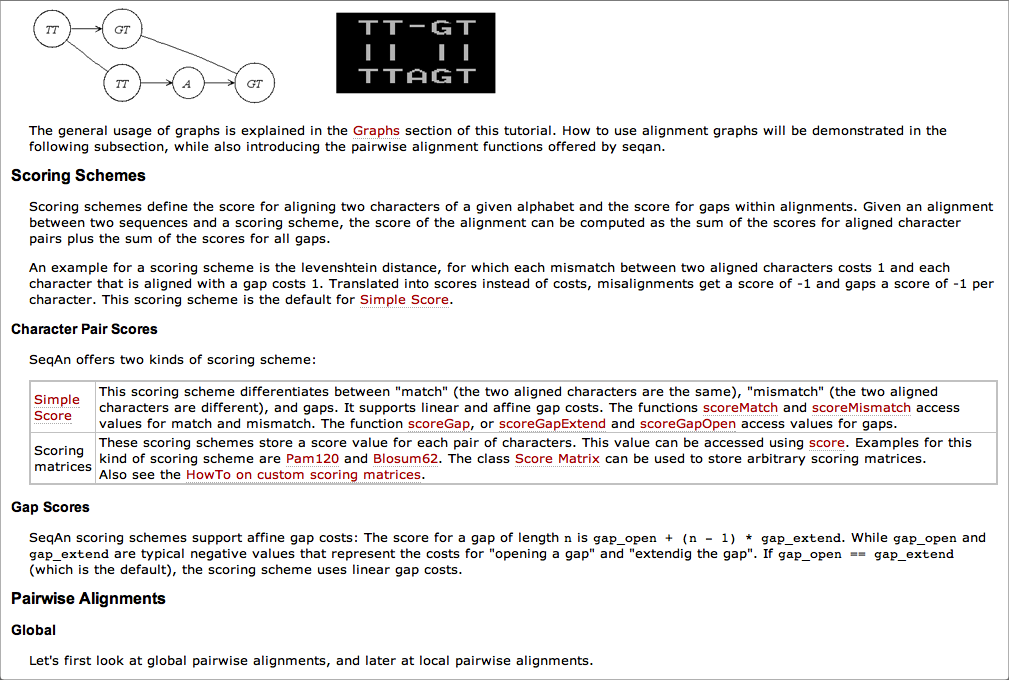 TT
GT
TT
A
GT
TT-GT
|| ||
TTAGT
The general usage of graphs is explained in the Graphs section of this tutorial. How to use alignment graphs will be demonstrated in the
following subsection, while also introducing the pairwise alignment functions offered by seqan.
Scoring Schemes
Scoring schemes define the score for aligning two characters of a given alphabet and the score for gaps within alignments. Given an alignment
between two sequences and a scoring scheme, the score of the alignment can be computed as the sum of the scores for aligned character
pairs plus the sum of the scores for all gaps.
An example for a scoring scheme is the levenshtein distance, for which each mismatch between two aligned characters costs 1 and each
character that is aligned with a gap costs 1. Translated into scores instead of costs, misalignments get a score of -1 and gaps a score of -1 per
character. This scoring scheme is the default for Simple Score.
Character Pair Scores
SeqAn offers two kinds of scoring scheme:
Simple
Score
This scoring scheme differentiates between "match" (the two aligned characters are the same), "mismatch" (the two aligned
characters are different), and gaps. It supports linear and affine gap costs. The functions scoreMatch and scoreMismatch access
values for match and mismatch. The function scoreGap, or scoreGapExtend and scoreGapOpen access values for gaps.
Scoring
matrices
These scoring schemes store a score value for each pair of characters. This value can be accessed using score. Examples for this
kind of scoring scheme are Pam120 and Blosum62. The class Score Matrix can be used to store arbitrary scoring matrices.
Also see the HowTo on custom scoring matrices.
Gap Scores
SeqAn scoring schemes support affine gap costs: The score for a gap of length n is gap_open + (n - 1) * gap_extend. While gap_open and
gap_extend are typical negative values that represent the costs for "opening a gap" and "extendig the gap". If gap_open == gap_extend
(which is the default), the scoring scheme uses linear gap costs.
Pairwise Alignments
Global
Let's first look at global pairwise alignments, and later at local pairwise alignments.